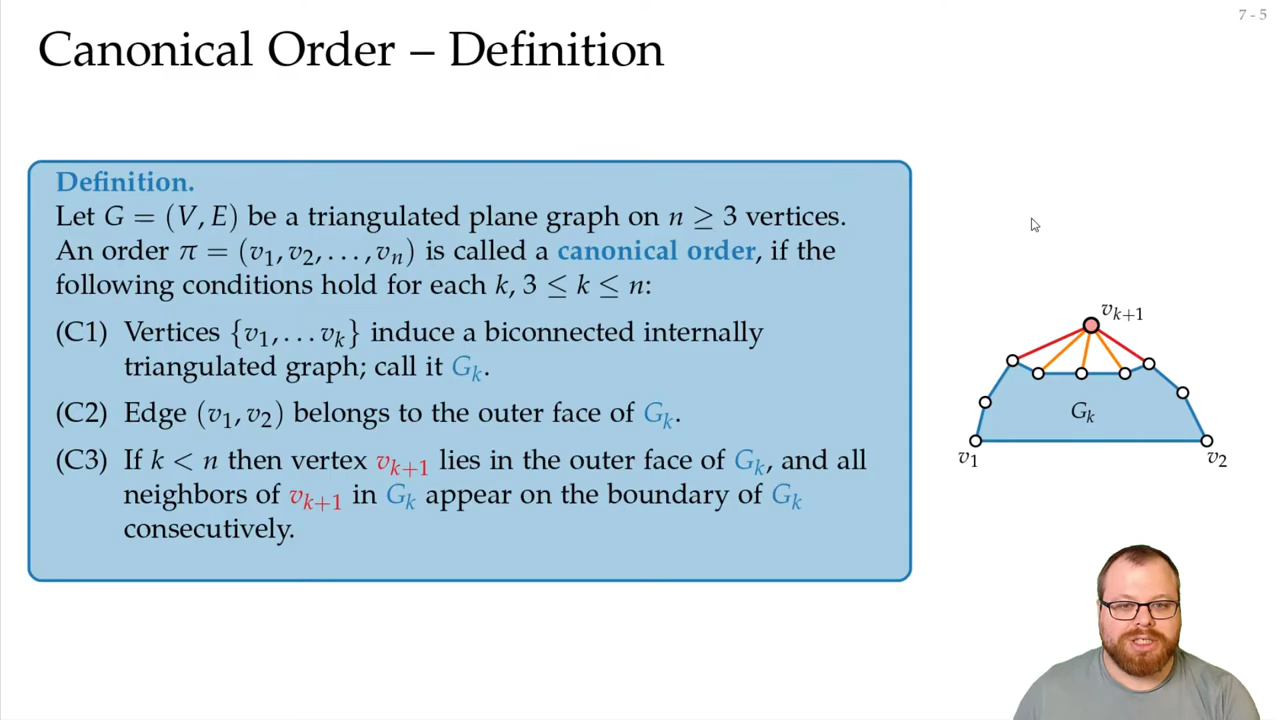 7 - 5
Canonical Order – Definition
Definition.
Let G = (V, E) be a triangulated plane graph on n ≥ 3 vertices.
An order π = (v₁, v₂, . . . , vₙ) is called a canonical order, if the
following conditions hold for each k, 3 ≤ k ≤ n:
(C1) Vertices {v₁, . . . vₖ} induce a biconnected internally
triangulated graph; call it Gₖ.
(C2) Edge (v₁, v₂) belongs to the outer face of Gₖ.
(C3) If k < n then vertex vₖ₊₁ lies in the outer face of Gₖ, and all
neighbors of vₖ₊₁ in Gₖ appear on the boundary of Gₖ
consecutively.
vₖ₊₁
Gₖ
v₁ v₂